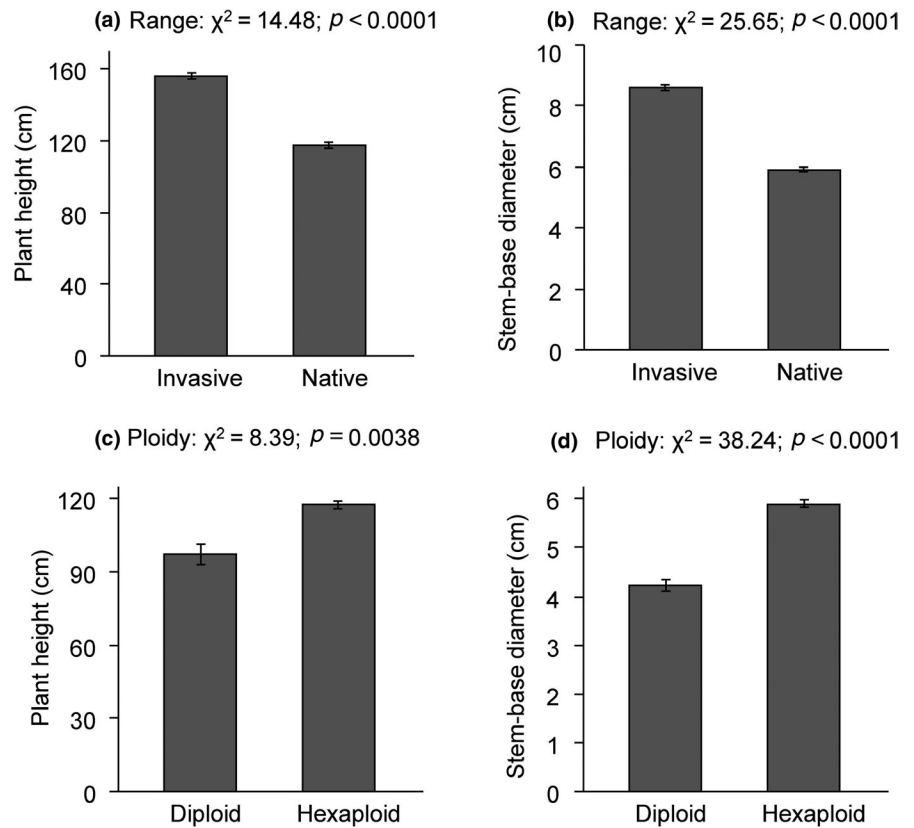 (a) Range: χ² = 14.48; p < 0.0001
Plant height (cm)
160
120
80
40
0
Invasive Native
(b) Range: χ² = 25.65; p < 0.0001
Stem-base diameter (cm)
10
8
6
4
2
0
Invasive Native
(c) Ploidy: χ² = 8.39; p = 0.0038
Plant height (cm)
120
90
60
30
0
Diploid Hexaploid
(d) Ploidy: χ² = 38.24; p < 0.0001
Stem-base diameter (cm)
6
5
4
3
2
1
0
Diploid Hexaploid